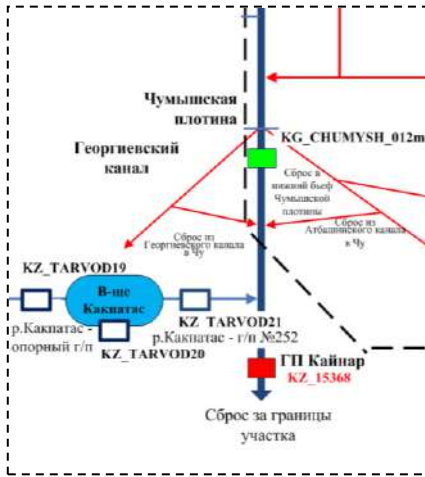 Чумышская
плотина
KG_CHUMYSH_012m
Георгиевский
канал
Сброс в
нижний бьеф
Чумышской
плотины
Сброс из
Георгиевского канала
в Чу
Сброс из
Атбашинского канала
в Чу
KZ_TARVOD19
В-ще
Какпатас
KZ_TARVOD21
р.Какпатас -
опорный г/п
KZ_TARVOD20
р.Какпатас - г/п №252
ГП Кайнар
KZ_15368
Сброс за границы
участка